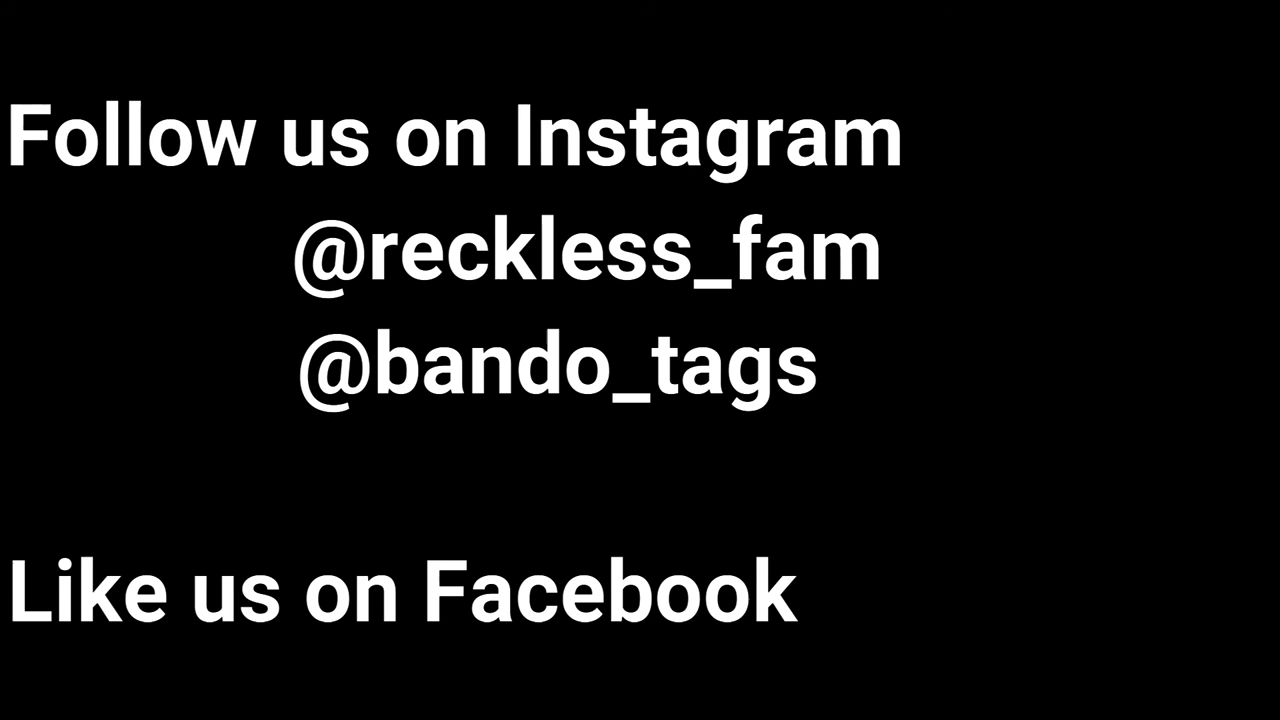 Follow us on Instagram
@reckless_fam
@bando_tags
Like us on Facebook